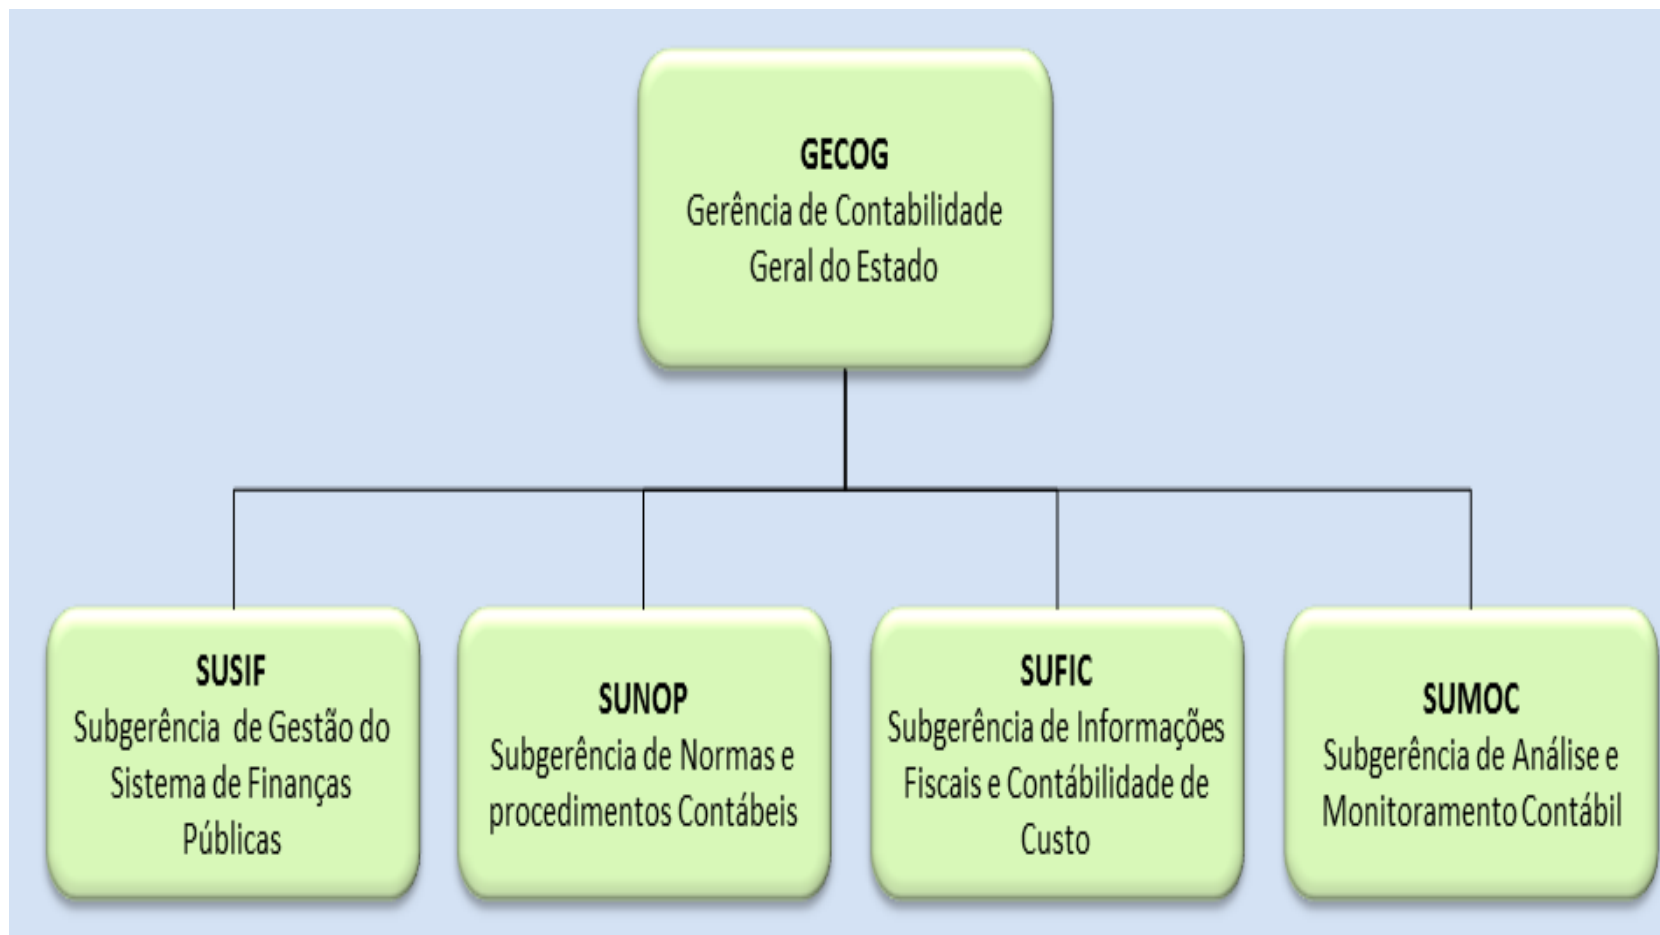 GECOG
Gerência de Contabilidade
Geral do Estado
SUSIF
Subgerência de Gestão do
Sistema de Finanças
Públicas
SUNOP
Subgerência de Normas e
procedimentos Contábeis
SUFIC
Subgerência de Informações
Fiscais e Contábilidade de
Custo
SUMOC
Subgerência de Análise e
Monitoramento Contábil